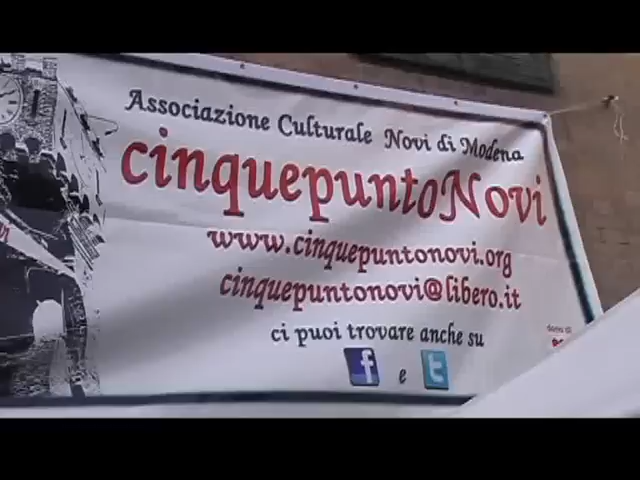 Associazione Culturale Novi di Modena
cinquepuntoNovi
www.cinquepuntonovi.org
cinquepuntonovi@libero.it
ci puoi trovare anche su
f e t